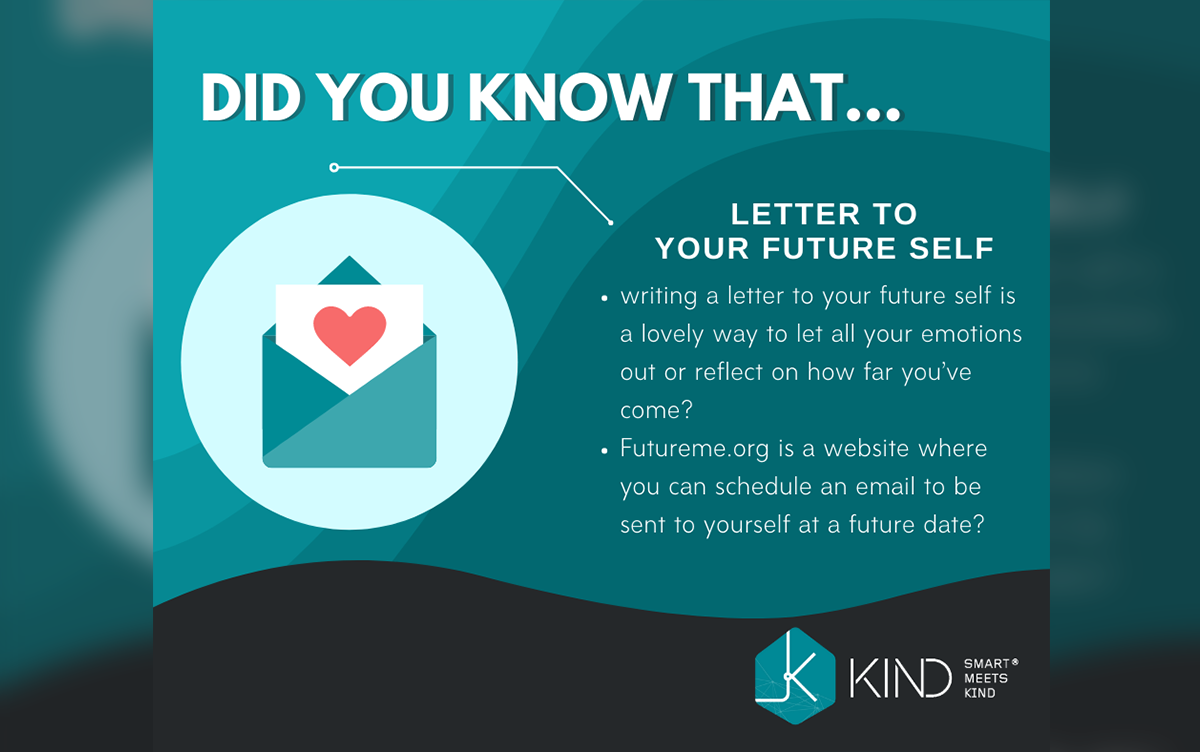 DID YOU KNOW THAT...
LETTER TO
YOUR FUTURE SELF
• writing a letter to your future self is
a lovely way to let all your emotions
out or reflect on how far you’ve
come?
• Futureme.org is a website where
you can schedule an email to be
sent to yourself at a future date?
KIND
SMART®
MEETS
KIND